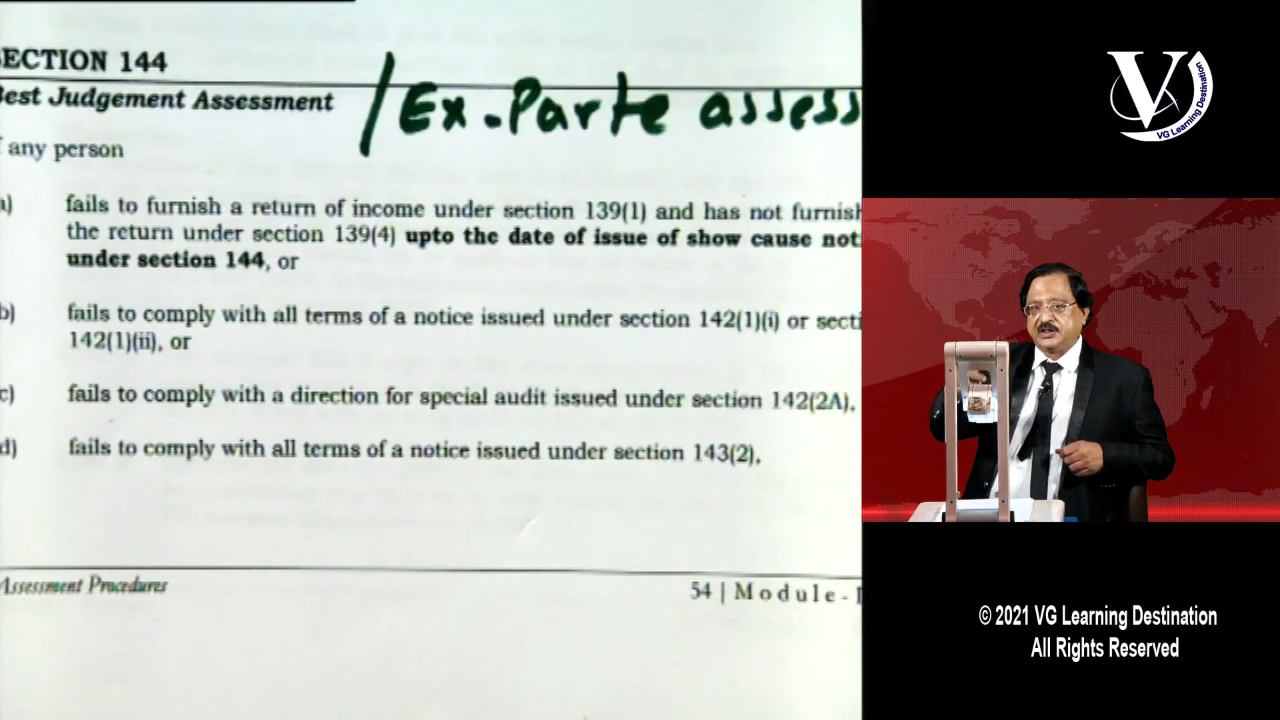 ECTION 144
Best Judgement Assessment / Ex-Parte assess
any person
a) fails to furnish a return of income under section 139(1) and has not furnish
the return under section 139(4) upto the date of issue of show cause not
under section 144, or
b) fails to comply with all terms of a notice issued under section 142(1)(i) or secti
142(1)(ii), or
c) fails to comply with a direction for special audit issued under section 142(2A),
d) fails to comply with all terms of a notice issued under section 143(2),
Assessment Procedures
54 | Module-I
V
VG Learning Destination
© 2021 VG Learning Destination
All Rights Reserved